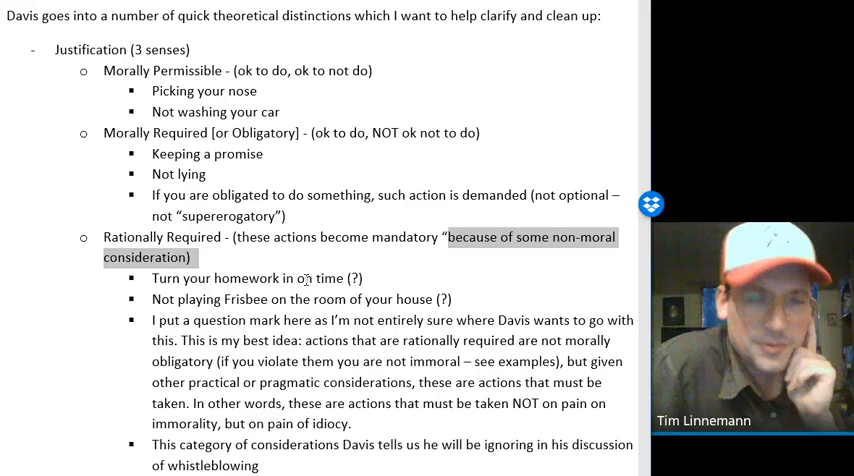 Davis goes into a number of quick theoretical distinctions which I want to help clarify and clean up:
- Justification (3 senses)
o Morally Permissible - (ok to do, ok to not do)
▪ Picking your nose
▪ Not washing your car
o Morally Required [or Obligatory] - (ok to do, NOT ok not to do)
▪ Keeping a promise
▪ Not lying
▪ If you are obligated to do something, such action is demanded (not optional –
not “supererogatory”)
o Rationally Required - (these actions become mandatory “because of some non-moral
consideration)
▪ Turn your homework in on time (?)
▪ Not playing Frisbee on the room of your house (?)
▪ I put a question mark here as I’m not entirely sure where Davis wants to go with
this. This is my best idea: actions that are rationally required are not morally
obligatory (if you violate them you are not immoral – see examples), but given
other practical or pragmatic considerations, these are actions that must be
taken. In other words, these are actions that must be taken NOT on pain on
immorality, but on pain of idiocy.
▪ This category of considerations Davis tells us he will be ignoring in his discussion
of whistleblowing
Tim Linnemann